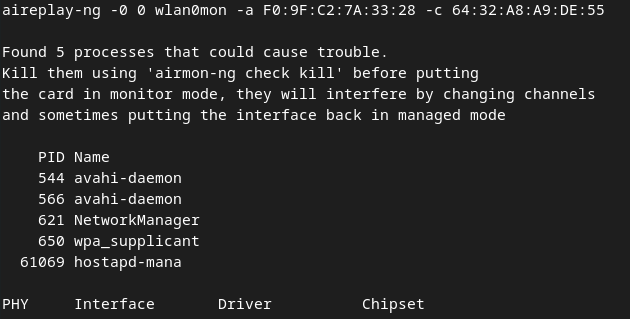 aireplay-ng -0 0 wlan0mon -a F0:9F:C2:7A:33:28 -c 64:32:A8:A9:DE:55
Found 5 processes that could cause trouble.
Kill them using 'airmon-ng check kill' before putting
the card in monitor mode, they will interfere by changing channels
and sometimes putting the interface back in managed mode
PID Name
544 avahi-daemon
566 avahi-daemon
621 NetworkManager
650 wpa_supplicant
61069 hostapd-mana
PHY Interface Driver Chipset